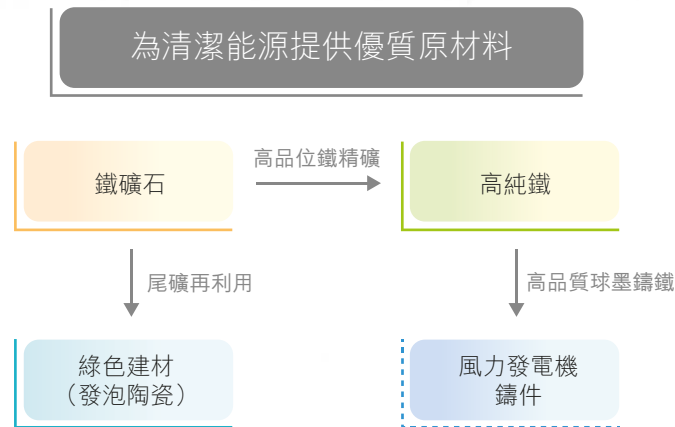 為清潔能源提供優質原材料
鐵礦石
高品位鐵精礦
高純鐵
尾礦再利用
高品質球墨鑄鐵
綠色建材
（發泡陶瓷）
風力發電機
鑄件